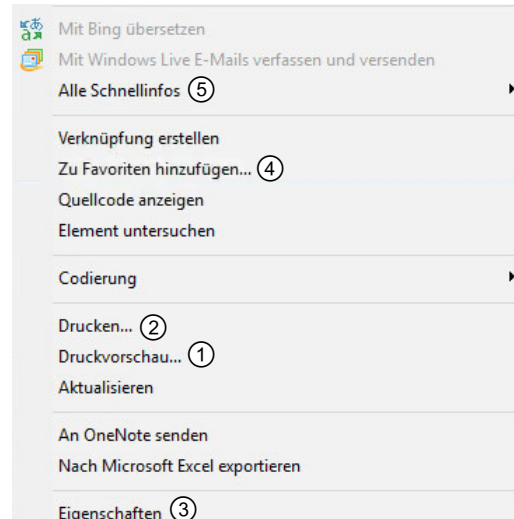 Mit Bing übersetzen
Mit Windows Live E-Mails verfassen und versenden
Alle Schnellinfos ⑤
Verknüpfung erstellen
Zu Favoriten hinzufügen... ④
Quellcode anzeigen
Element untersuchen
Codierung
Drucken... ②
Druckvorschau... ①
Aktualisieren
An OneNote senden
Nach Microsoft Excel exportieren
Eigenschaften ③